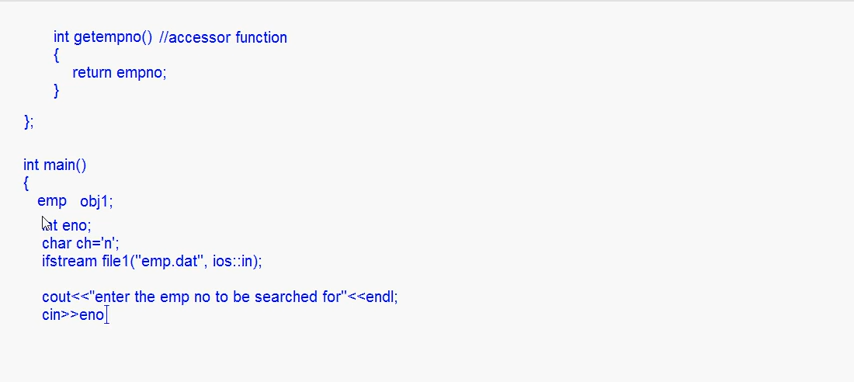 int getempno() //accessor function
{
return empno;
}
};
int main()
{
emp obj1;
int eno;
char ch='n';
ifstream file1("emp.dat", ios::in);
cout<<"enter the emp no to be searched for"<<endl;
cin>>eno